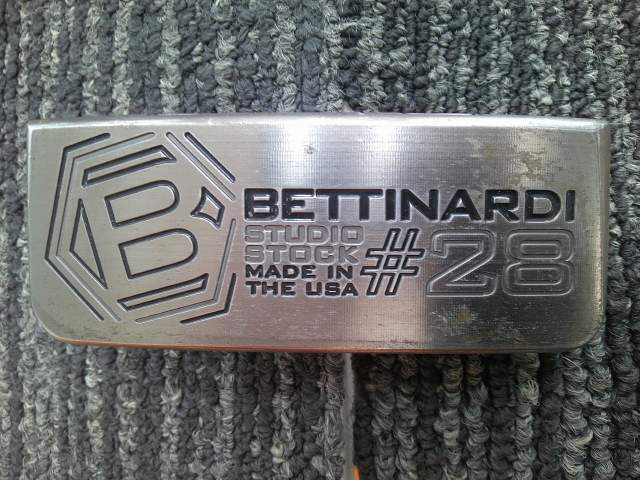 B
BETTINARDI
STUDIO
STOCK
MADE IN
THE USA
#28